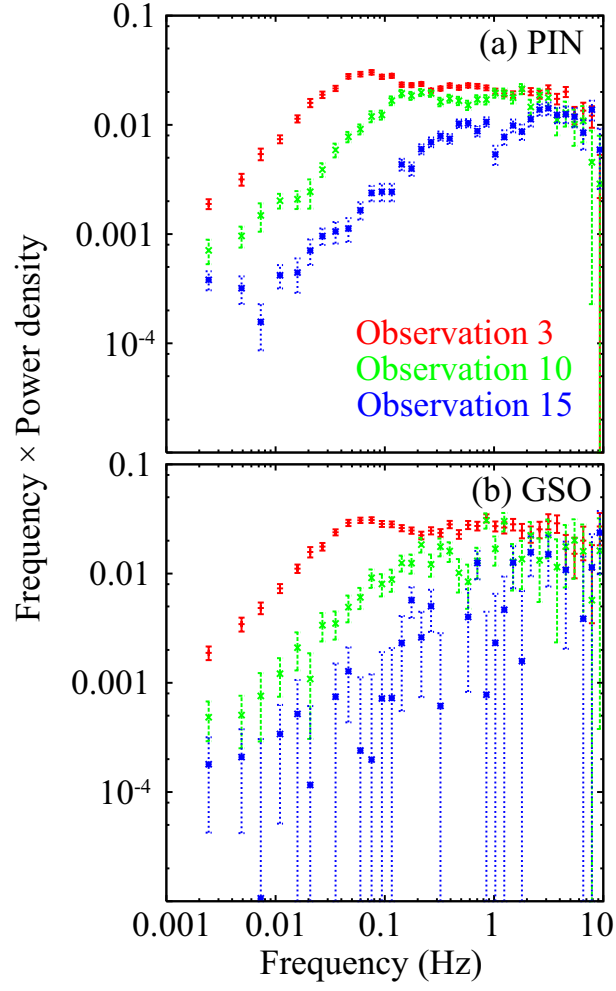 0.1
(a) PIN
0.01
0.001
10⁻⁴
Observation 3
Observation 10
Observation 15
Frequency × Power density
0.1
(b) GSO
0.01
0.001
10⁻⁴
0.001 0.01 0.1 1 10
Frequency (Hz)